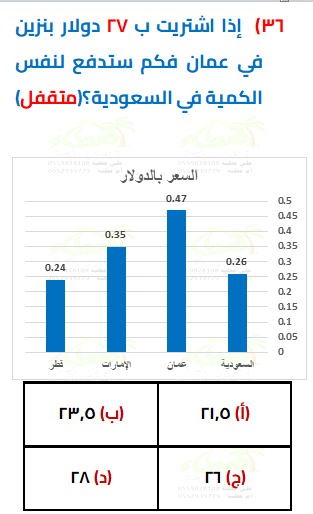 ٣٦) إذا اشتريت ب ٢٧ دولار بنزين
في عمان فكم ستدفع لنفس
الكمية في السعودية؟(متقفل)
السعر بالدولار
0.5
0.45
0.4
0.35
0.3
0.25
0.2
0.15
0.1
0.05
0
0.24
0.35
0.47
0.26
السعودية
عمان
الإمارات
قطر
(أ) ٢١,٥
(ب) ٢٣,٥
(ج) ٢٦
(د) ٢٨